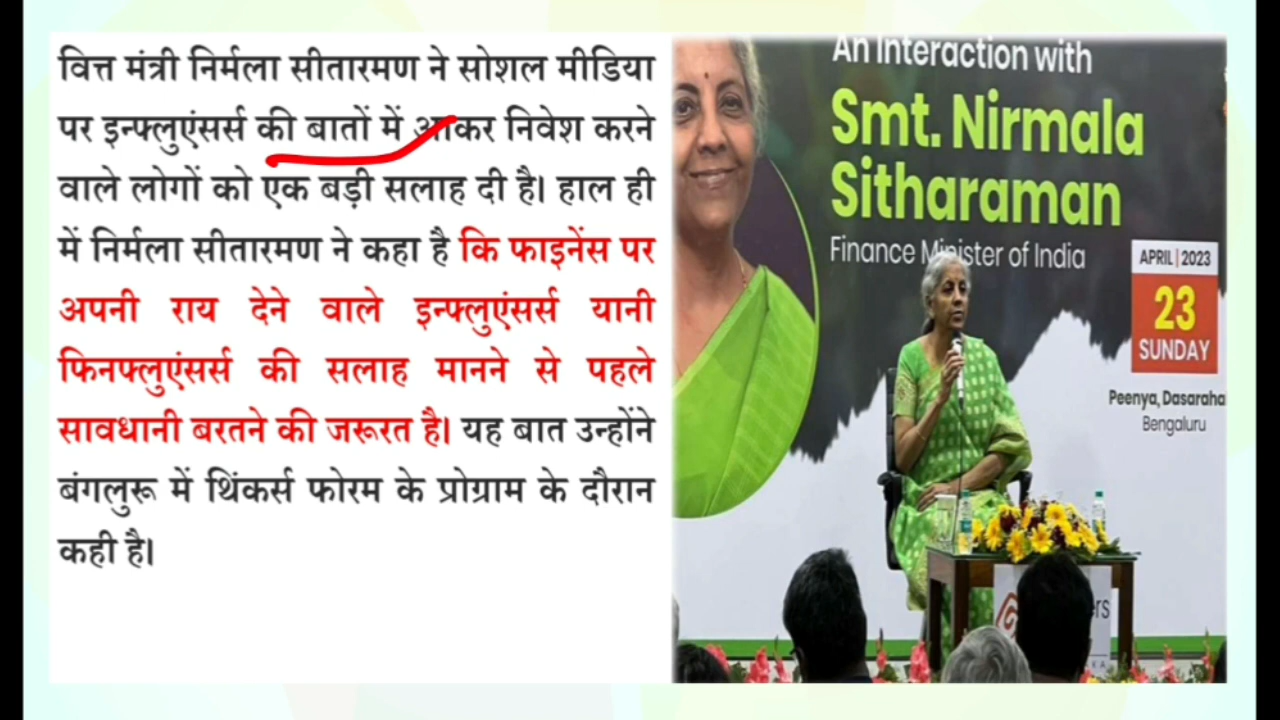 वित्त मंत्री निर्मला सीतारमण ने सोशल मीडिया
पर इन्फ्लुएंसर्स की बातों में आकर निवेश करने
वाले लोगों को एक बड़ी सलाह दी है। हाल ही
में निर्मला सीतारमण ने कहा है कि फाइनेंस पर
अपनी राय देने वाले इन्फ्लुएंसर्स यानी
फिनफ्लुएंसर्स की सलाह मानने से पहले
सावधानी बरतने की जरूरत है। यह बात उन्होंने
बंगलुरू में थिंकर्स फोरम के प्रोग्राम के दौरान
कही है।
An Interaction with
Smt. Nirmala
Sitharaman
Finance Minister of India
APRIL | 2023
23
SUNDAY
Peenya, Dasaraha
Bengaluru